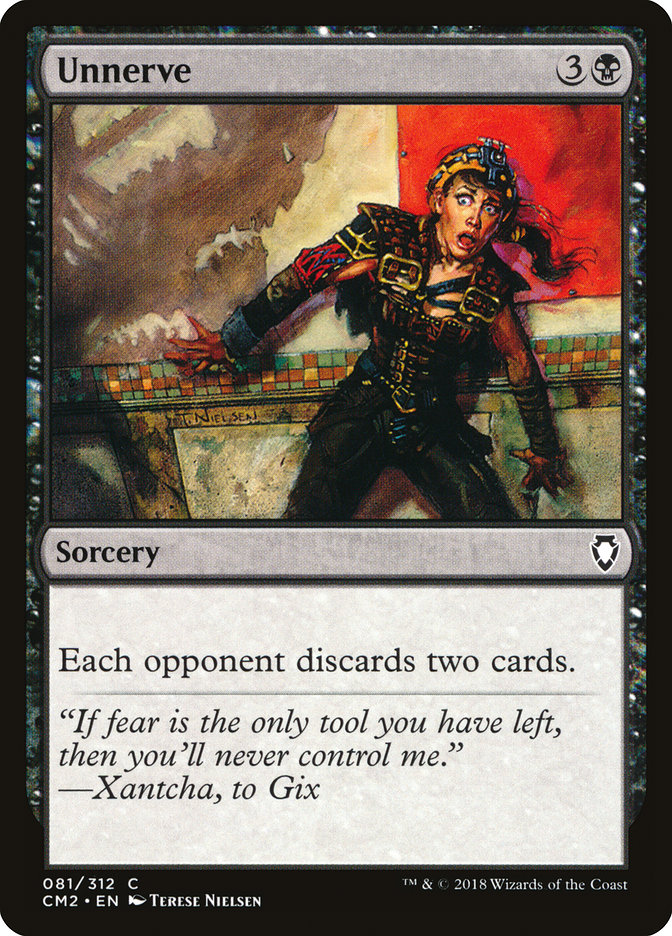 Unnerve 3
T. NIELSEN
Sorcery
Each opponent discards two cards.
“If fear is the only tool you have left,
then you’ll never control me.”
—Xantcha, to Gix
081/312 C
CM2 • EN TERESE NIELSEN
™ & © 2018 Wizards of the Coast